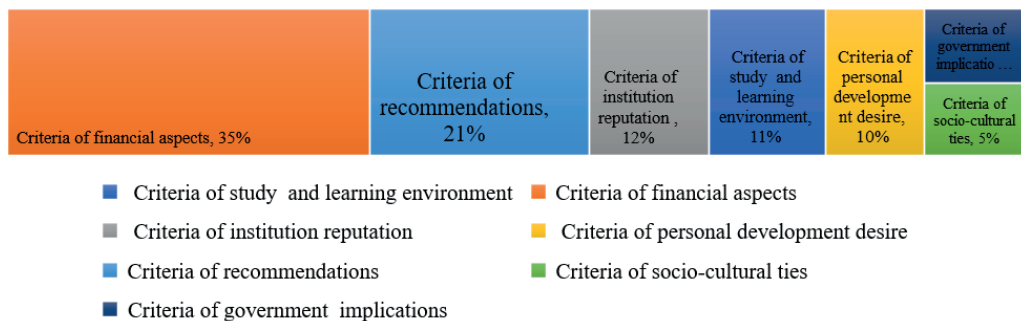 Criteria of financial aspects, 35%
Criteria of
recommendations,
21%
Criteria of
institution
reputation ,
12%
Criteria of
study and
learning
environment,
11%
Criteria of
personal
developme
nt desire,
10%
Criteria of
government
implicatio ...
Criteria of
socio-cultural
ties, 5%
Criteria of study and learning environment
Criteria of financial aspects
Criteria of institution reputation
Criteria of personal development desire
Criteria of recommendations
Criteria of socio-cultural ties
Criteria of government implications